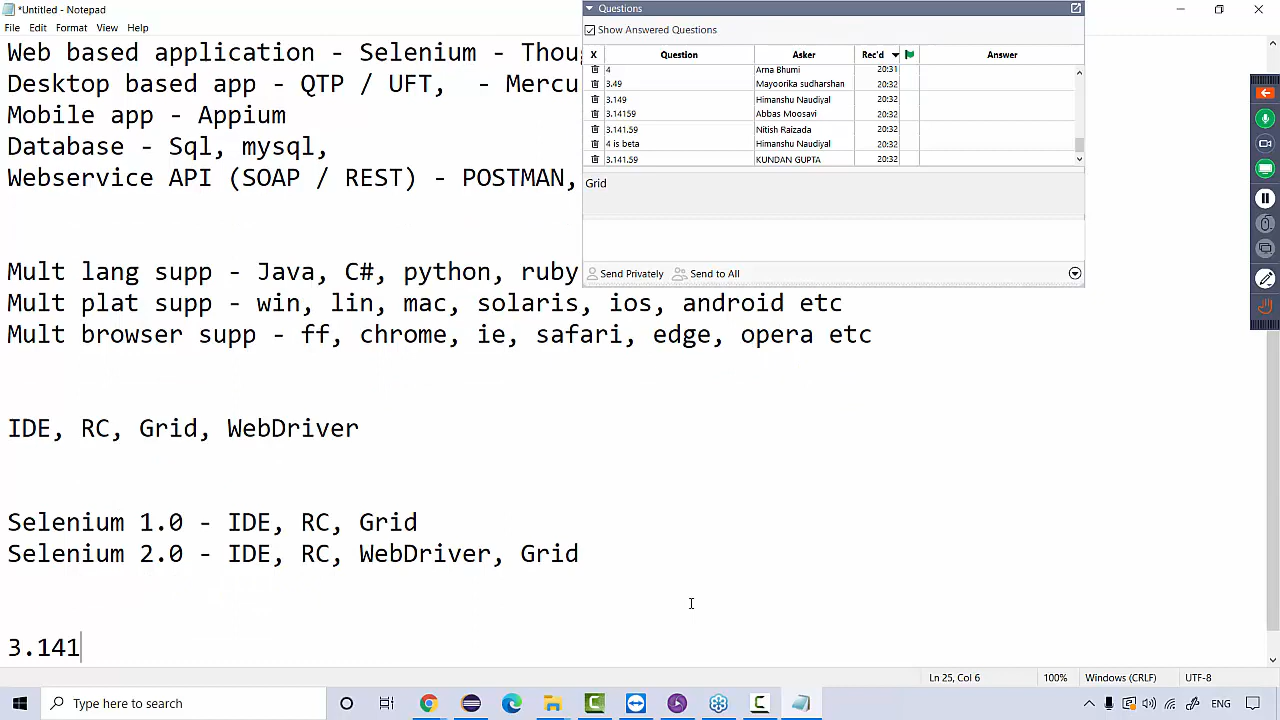 *Untitled - Notepad
File Edit Format View Help
Web based application - Selenium - Thou
Desktop based app - QTP / UFT, - Mercu
Mobile app - Appium
Database - Sql, mysql,
Webservice API (SOAP / REST) - POSTMAN,
Mult lang supp - Java, C#, python, ruby
Mult plat supp - win, lin, mac, solaris, ios, android etc
Mult browser supp - ff, chrome, ie, safari, edge, opera etc
IDE, RC, Grid, WebDriver
Selenium 1.0 - IDE, RC, Grid
Selenium 2.0 - IDE, RC, WebDriver, Grid
3.141
Questions
Show Answered Questions
X Question Asker Rec'd Answer
4 Arna Bhumi 20:31
3.49 Mayoorika sudharshan 20:32
3.149 Himanshu Naudiyal 20:32
3.14159 Abbas Moosavi 20:32
3.141.59 Nitish Raizada 20:32
4 is beta Himanshu Naudiyal 20:32
3.141.59 KUNDAN GUPTA 20:32
Grid
Send Privately Send to All
Ln 25, Col 6 100% Windows (CRLF) UTF-8
Type here to search
ENG